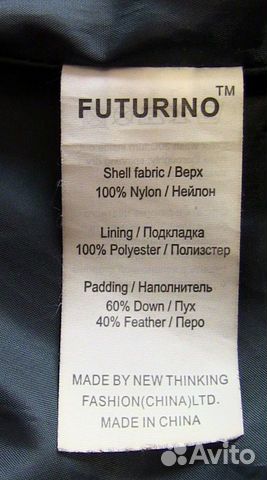 FUTURINO™
Shell fabric / Верх
100% Nylon / Нейлон
Lining / Подкладка
100% Polyester / Полиэстер
Padding / Наполнитель
60% Down / Пух
40% Feather / Перо
MADE BY NEW THINKING
FASHION(CHINA)LTD.
MADE IN CHINA
Avito